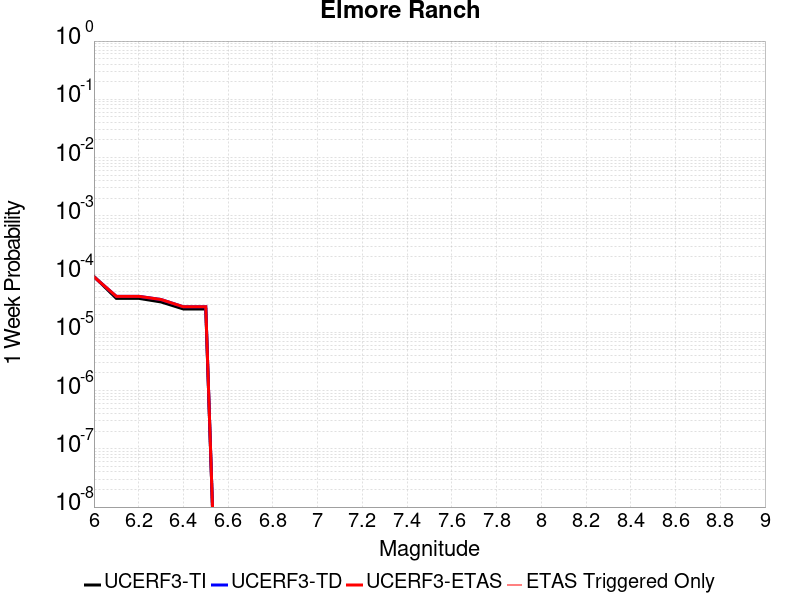 Elmore Ranch
10^0
10^-1
10^-2
10^-3
10^-4
10^-5
10^-6
10^-7
10^-8
1 Week Probability
6 6.2 6.4 6.6 6.8 7 7.2 7.4 7.6 7.8 8 8.2 8.4 8.6 8.8 9
Magnitude
UCERF3-TI UCERF3-TD UCERF3-ETAS ETAS Triggered Only